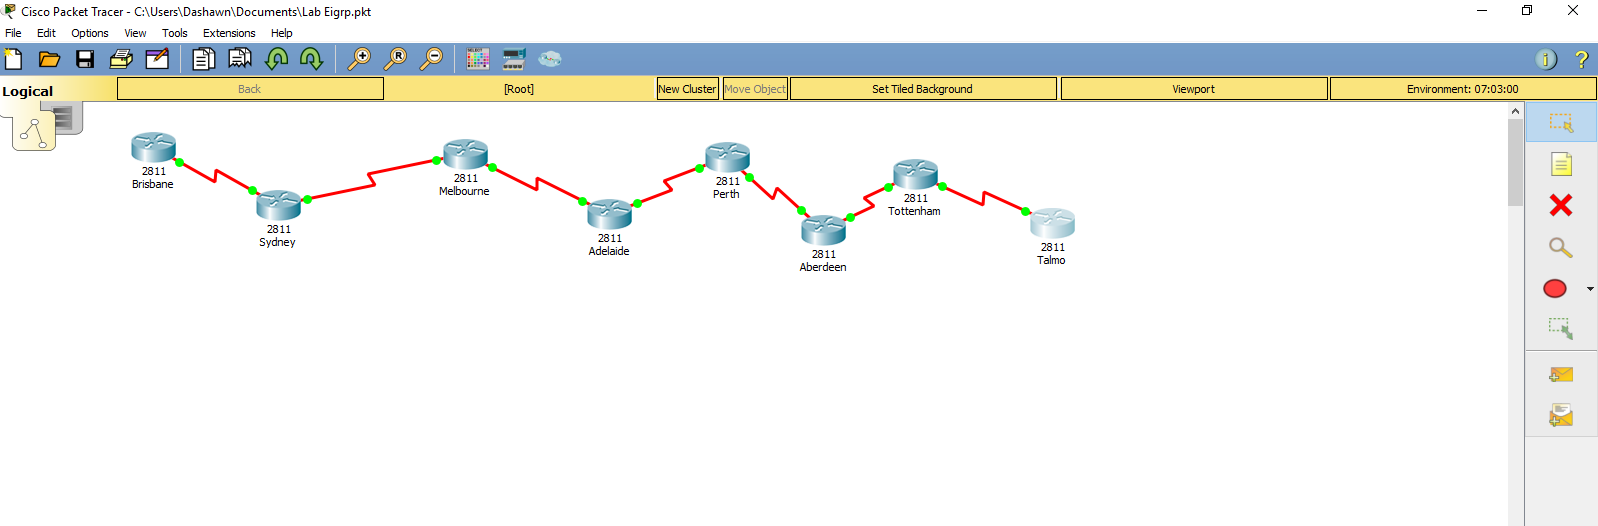 Cisco Packet Tracer - C:\Users\Dashawn\Documents\Lab Eigrp.pkt
File Edit Options View Tools Extensions Help
SELECT
Logical Back [Root] New Cluster Move Object Set Tiled Background Viewport Environment: 07:03:00
2811
Brisbane
2811
Sydney
2811
Melbourne
2811
Adelaide
2811
Perth
2811
Aberdeen
2811
Tottenham
2811
Talmo